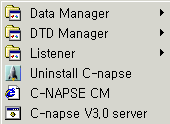 Data Manager
DTD Manager
Listener
Uninstall C-napse
C-NAPSE CM
C-napse V3,0 server